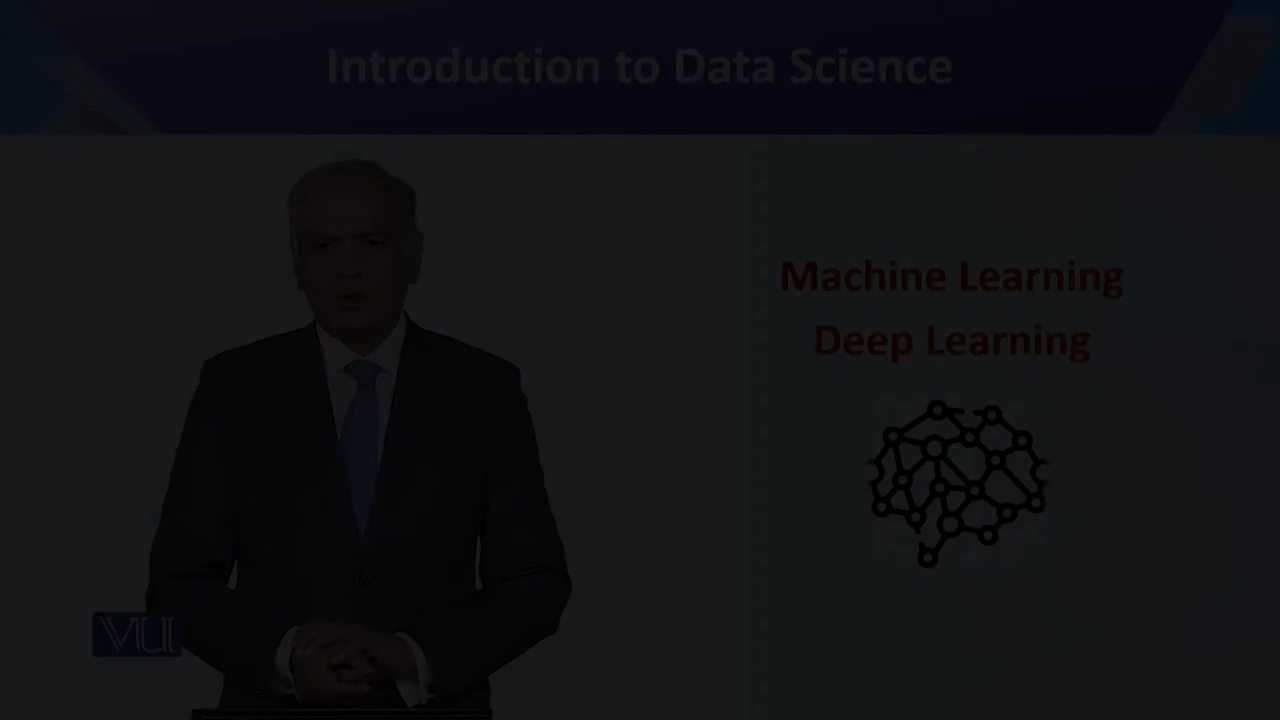 Introduction to Data Science
Machine Learning
Deep Learning
VU